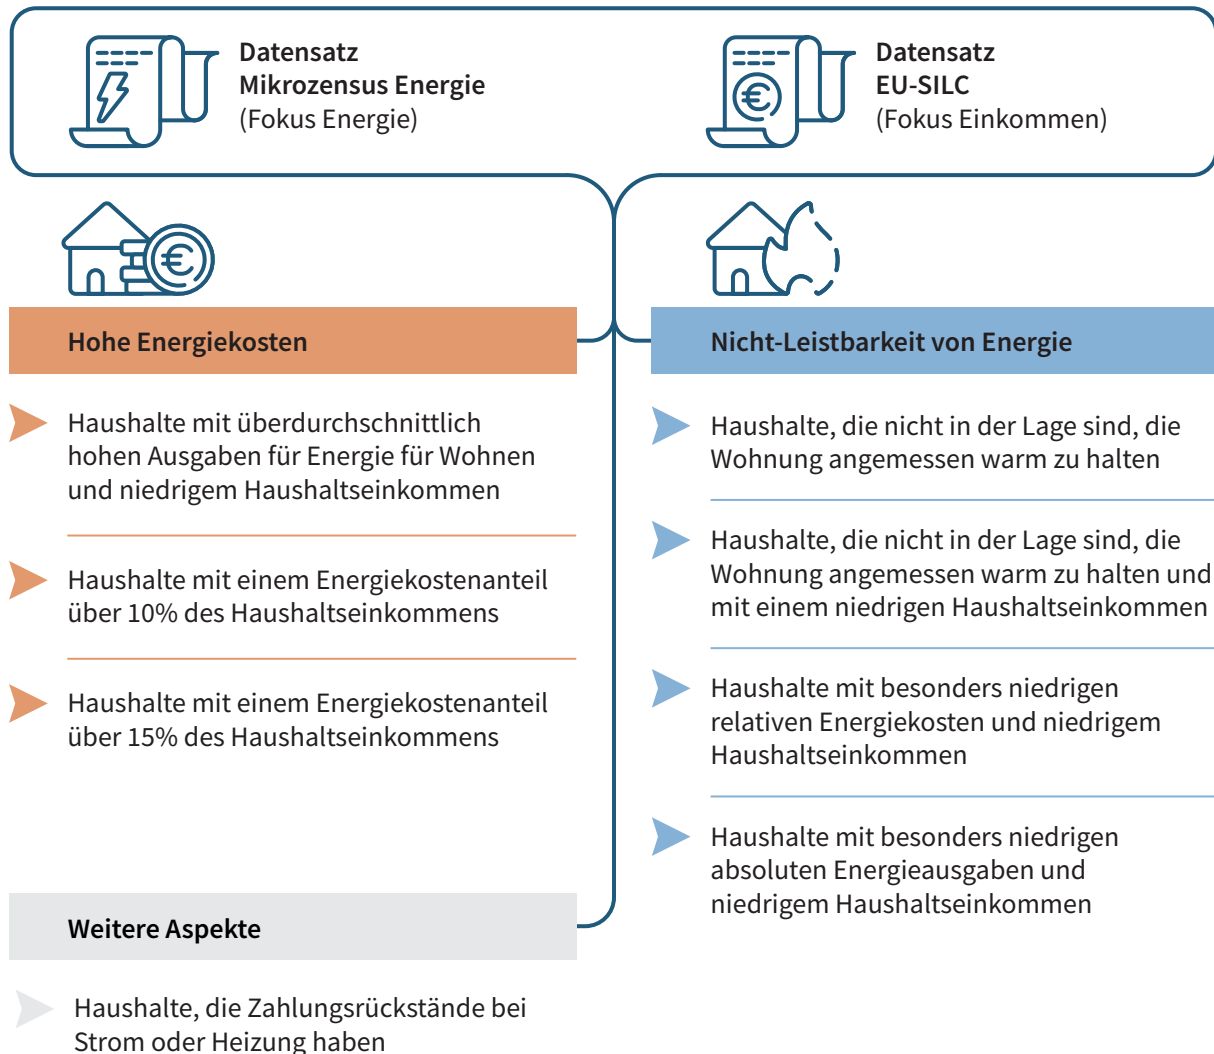 Datensatz
Mikrozensus Energie
(Fokus Energie)
Datensatz
EU-SILC
(Fokus Einkommen)
Hohe Energiekosten
Haushalte mit überdurchschnittlich
hohen Ausgaben für Energie für Wohnen
und niedrigem Haushaltseinkommen
Haushalte mit einem Energiekostenanteil
über 10% des Haushaltseinkommens
Haushalte mit einem Energiekostenanteil
über 15% des Haushaltseinkommens
Nicht-Leistbarkeit von Energie
Haushalte, die nicht in der Lage sind, die
Wohnung angemessen warm zu halten
Haushalte, die nicht in der Lage sind, die
Wohnung angemessen warm zu halten und
mit einem niedrigen Haushaltseinkommen
Haushalte mit besonders niedrigen
relativen Energiekosten und niedrigem
Haushaltseinkommen
Haushalte mit besonders niedrigen
absoluten Energieausgaben und
niedrigem Haushaltseinkommen
Weitere Aspekte
Haushalte, die Zahlungsrückstände bei
Strom oder Heizung haben